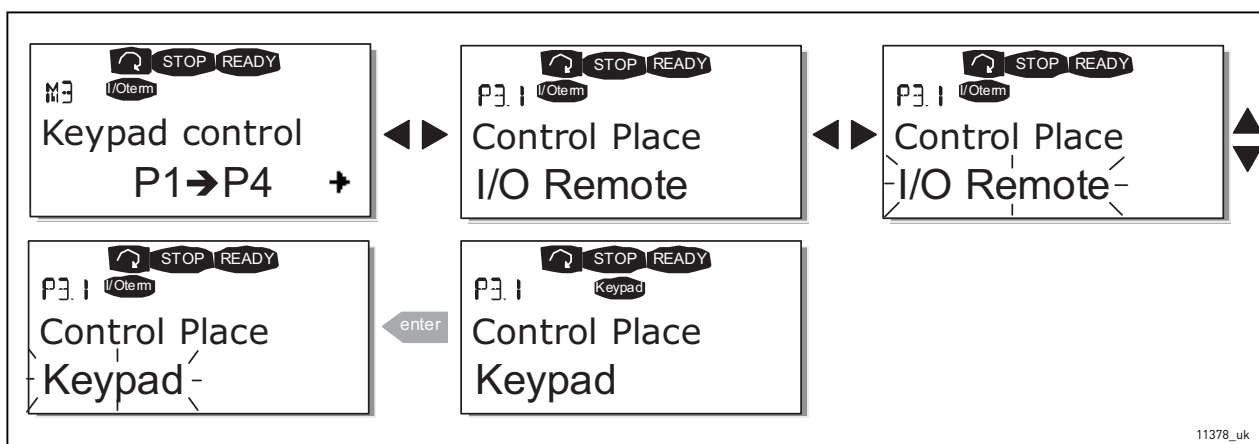 STOP READY
M3 I/Oterm
Keypad control
P1➔P4
STOP READY
P3.1 I/Oterm
Control Place
I/O Remote
STOP READY
P3.1 I/Oterm
Control Place
I/O Remote
STOP READY
P3.1 I/Oterm
Control Place
Keypad
enter
STOP READY
P3.1 Keypad
Control Place
Keypad
11378_uk